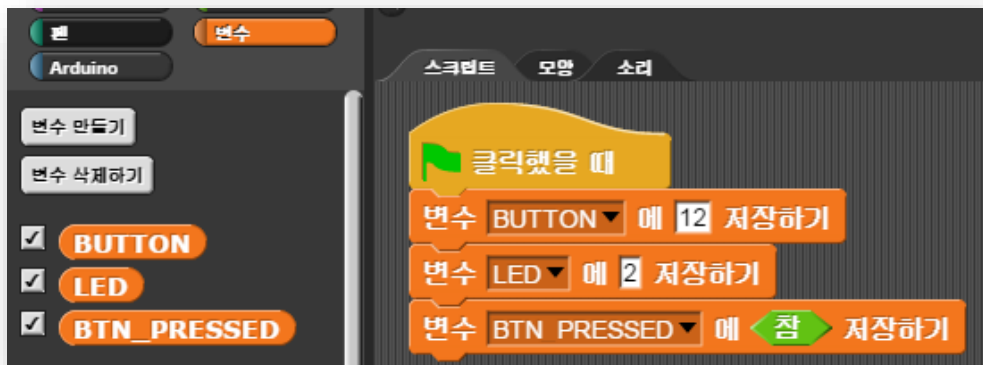 펜
변수
Arduino
변수 만들기
변수 삭제하기
BUTTON
LED
BTN_PRESSED
스크립트 모양 소리
클릭했을 때
변수 BUTTON 에 12 저장하기
변수 LED 에 2 저장하기
변수 BTN PRESSED 에 참 저장하기